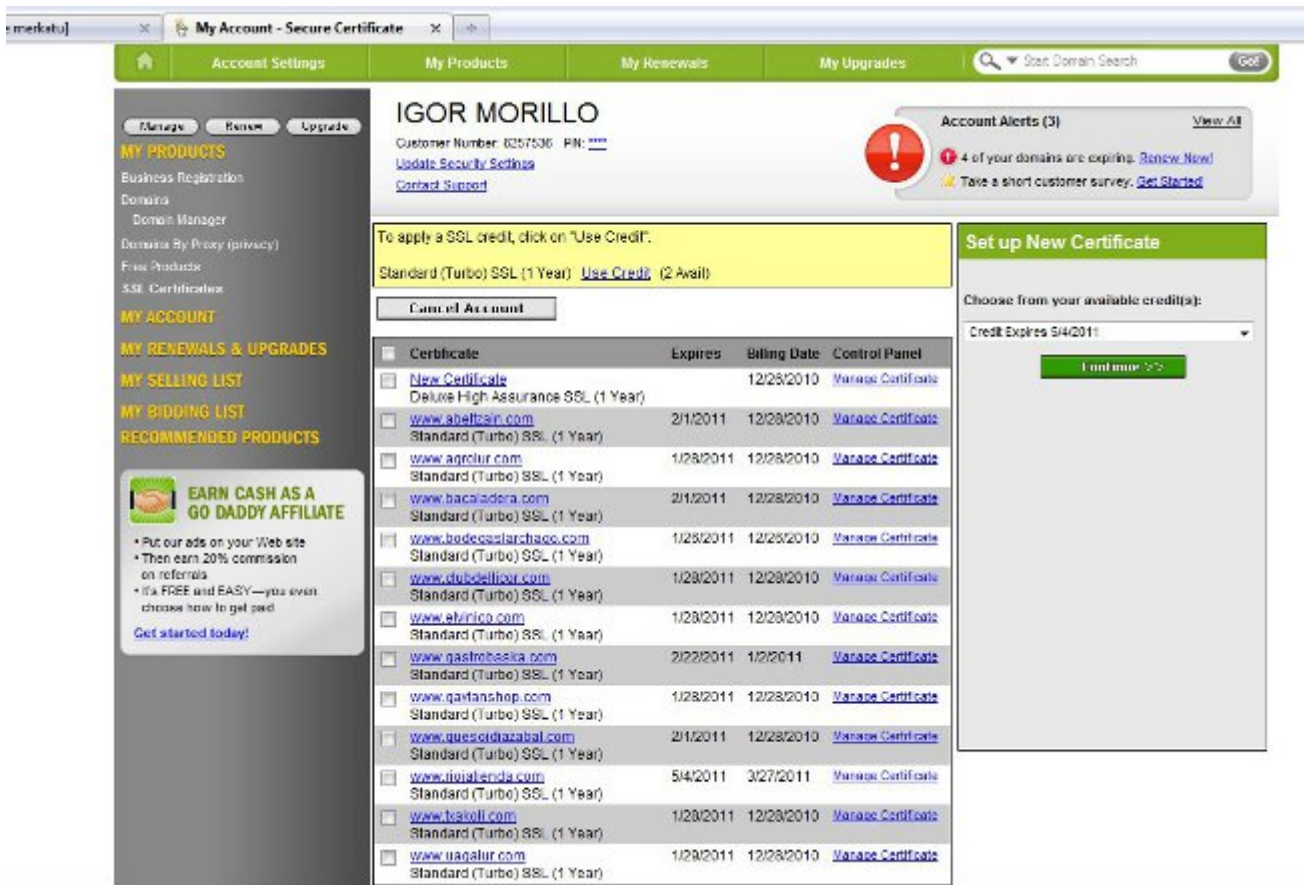 e merkatu]
My Account - Secure Certificate
Account Settings
My Products
My Renewals
My Upgrades
Start Domain Search
Go!
Manage
Renew
Upgrade
MY PRODUCTS
Business Registration
Domains
Domain Manager
Domains By Proxy (privacy)
Free Products
SSL Certificates
MY ACCOUNT
MY RENEWALS & UPGRADES
MY SELLING LIST
MY BIDDING LIST
RECOMMENDED PRODUCTS
EARN CASH AS A
GO DADDY AFFILIATE
• Put our ads on your Web site
• Then earn 20% commission
on referrals
• It's FREE and EASY—you even
choose how to get paid
Get started today!
IGOR MORILLO
Customer Number: 6257536 PIN: ****
Update Security Settings
Contact Support
Account Alerts (3)
View All
4 of your domains are expiring. Renew Now!
Take a short customer survey. Get Started!
To apply a SSL credit, click on "Use Credit".
Standard (Turbo) SSL (1 Year) Use Credit (2 Avail)
Cancel Account
Certificate Expires Billing Date Control Panel
New Certificate 12/26/2010 Manage Certificate
Deluxe High Assurance SSL (1 Year)
www.abeltzain.com 2/1/2011 12/28/2010 Manage Certificate
Standard (Turbo) SSL (1 Year)
www.agrolur.com 1/28/2011 12/28/2010 Manage Certificate
Standard (Turbo) SSL (1 Year)
www.bacaladera.com 2/1/2011 12/28/2010 Manage Certificate
Standard (Turbo) SSL (1 Year)
www.bodegaslarchago.com 1/26/2011 12/26/2010 Manage Certificate
Standard (Turbo) SSL (1 Year)
www.clubdellicor.com 1/28/2011 12/28/2010 Manage Certificate
Standard (Turbo) SSL (1 Year)
www.elvinico.com 1/28/2011 12/28/2010 Manage Certificate
Standard (Turbo) SSL (1 Year)
www.gastrobaska.com 2/22/2011 1/2/2011 Manage Certificate
Standard (Turbo) SSL (1 Year)
www.gaytanshop.com 1/28/2011 12/28/2010 Manage Certificate
Standard (Turbo) SSL (1 Year)
www.quesoidiazabal.com 2/1/2011 12/28/2010 Manage Certificate
Standard (Turbo) SSL (1 Year)
www.riojatienda.com 5/4/2011 3/27/2011 Manage Certificate
Standard (Turbo) SSL (1 Year)
www.txakoli.com 1/28/2011 12/28/2010 Manage Certificate
Standard (Turbo) SSL (1 Year)
www.uagalur.com 1/29/2011 12/28/2010 Manage Certificate
Standard (Turbo) SSL (1 Year)
Set up New Certificate
Choose from your available credit(s):
Credit Expires 5/4/2011
Continue >>